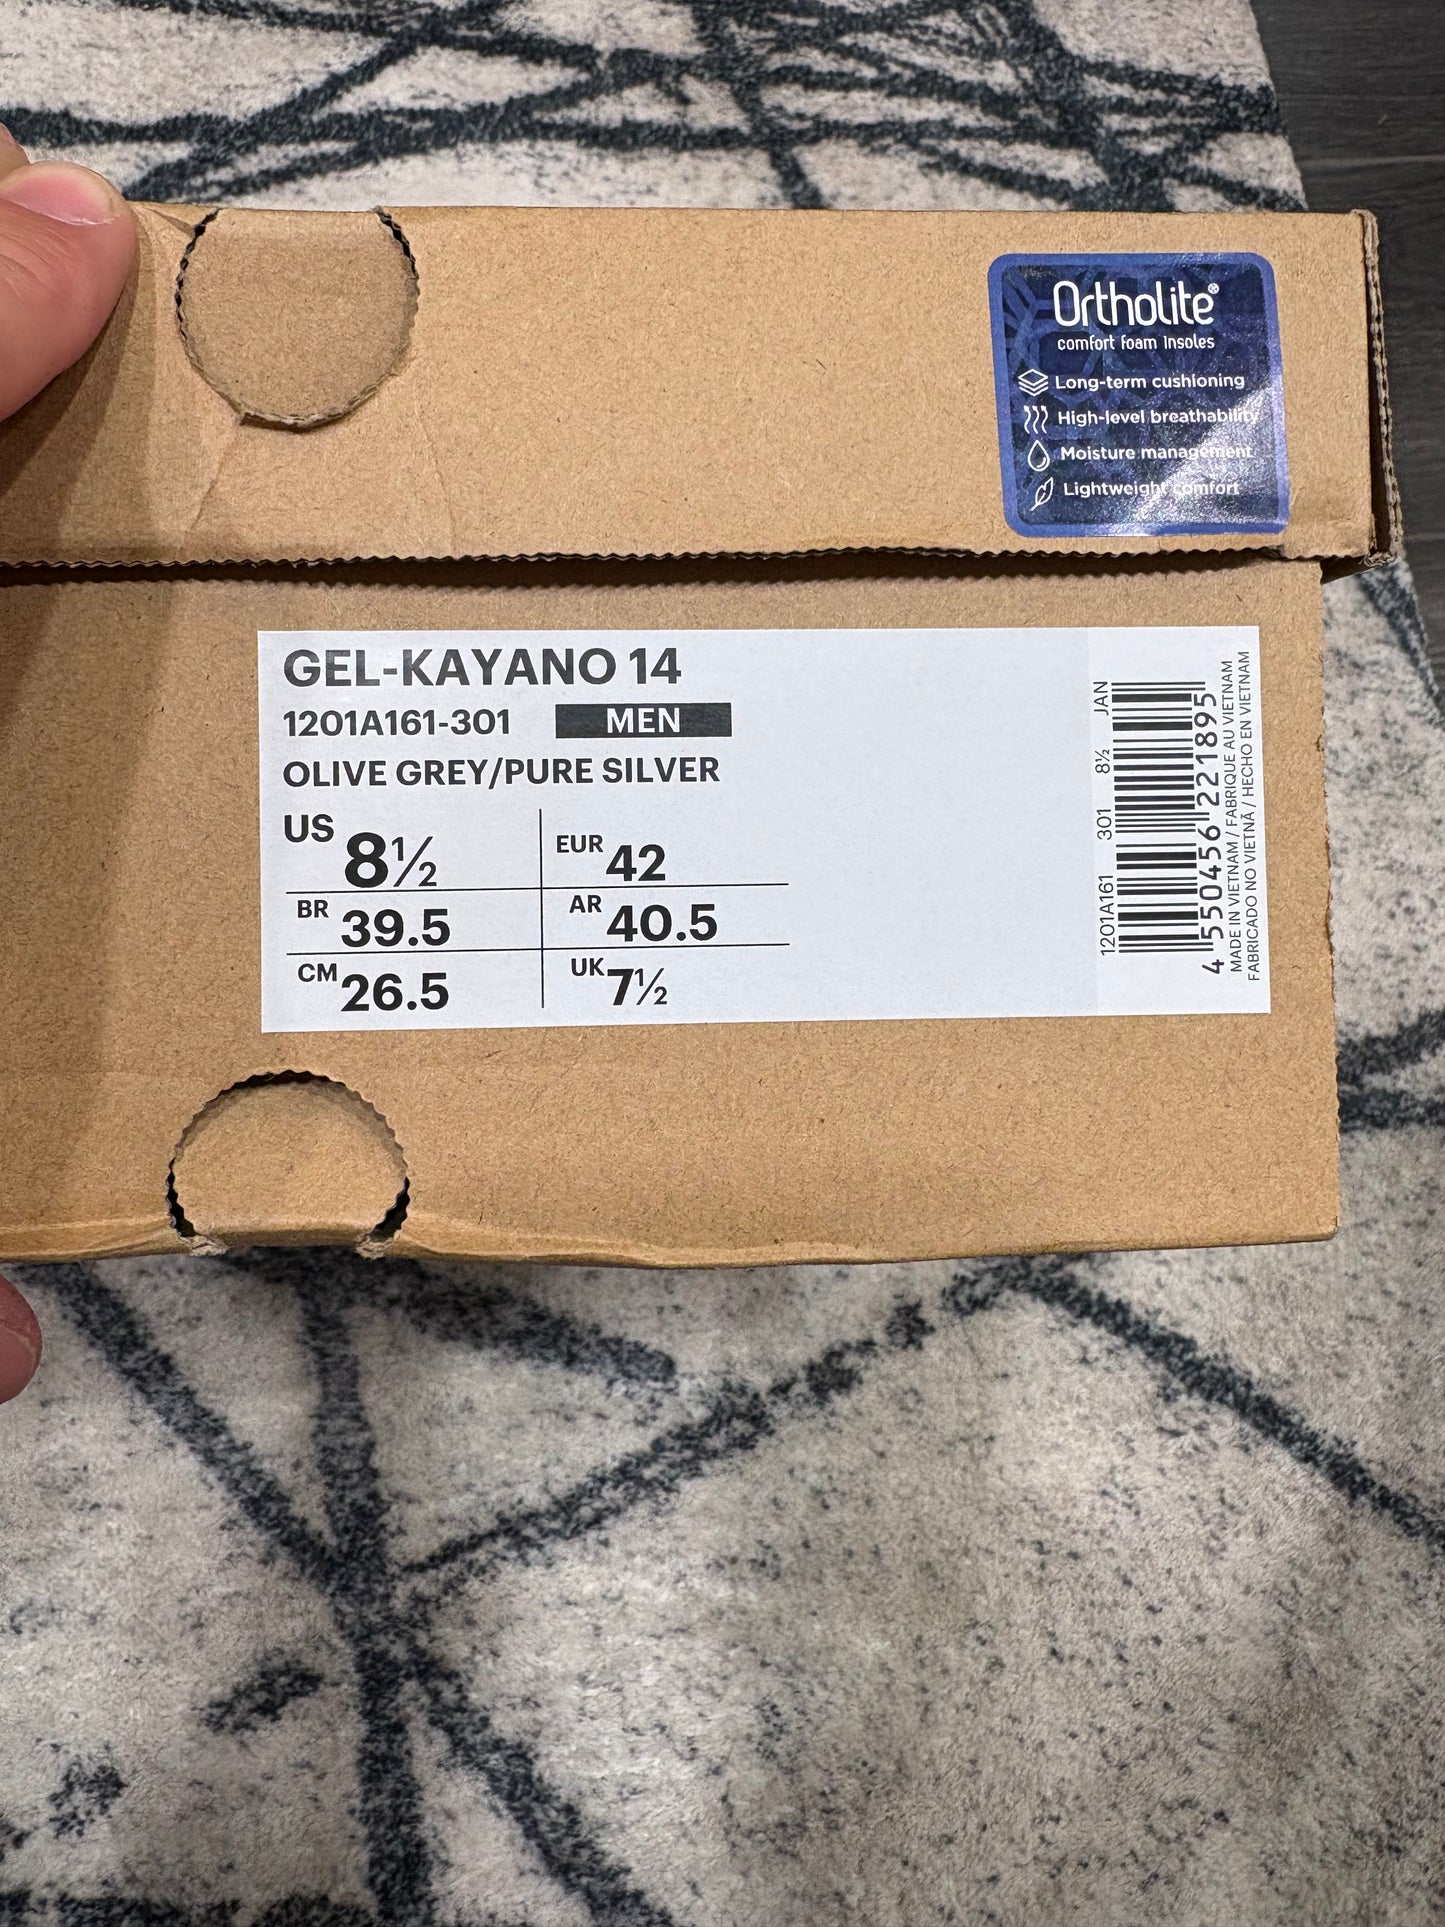 Ortholite®
comfort foam insoles
Long-term cushioning
High-level breathability
Moisture management
Lightweight comfort
GEL-KAYANO 14
1201A161-301 MEN
OLIVE GREY/PURE SILVER
US 8½ EUR 42
BR 39.5 AR 40.5
CM 26.5 UK 7½
1201A161 301 8½ JAN
4 550456 221895
MADE IN VIETNAM / FABRIQUE AU VIETNAM
FABRICADO NO VIETNÃ / HECHO EN VIETNAM